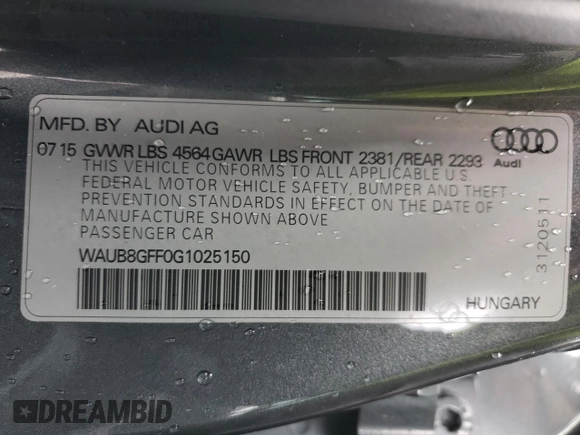 MFD. BY AUDI AG
07 15 GVWR LBS 4564 GAWR LBS FRONT 2381/REAR 2293
THIS VEHICLE CONFORMS TO ALL APPLICABLE U.S.
FEDERAL MOTOR VEHICLE SAFETY, BUMPER AND THEFT
PREVENTION STANDARDS IN EFFECT ON THE DATE OF
MANUFACTURE SHOWN ABOVE
PASSENGER CAR
WAUB8GFF0G1025150
HUNGARY
Audi
3120511
DREAMBID